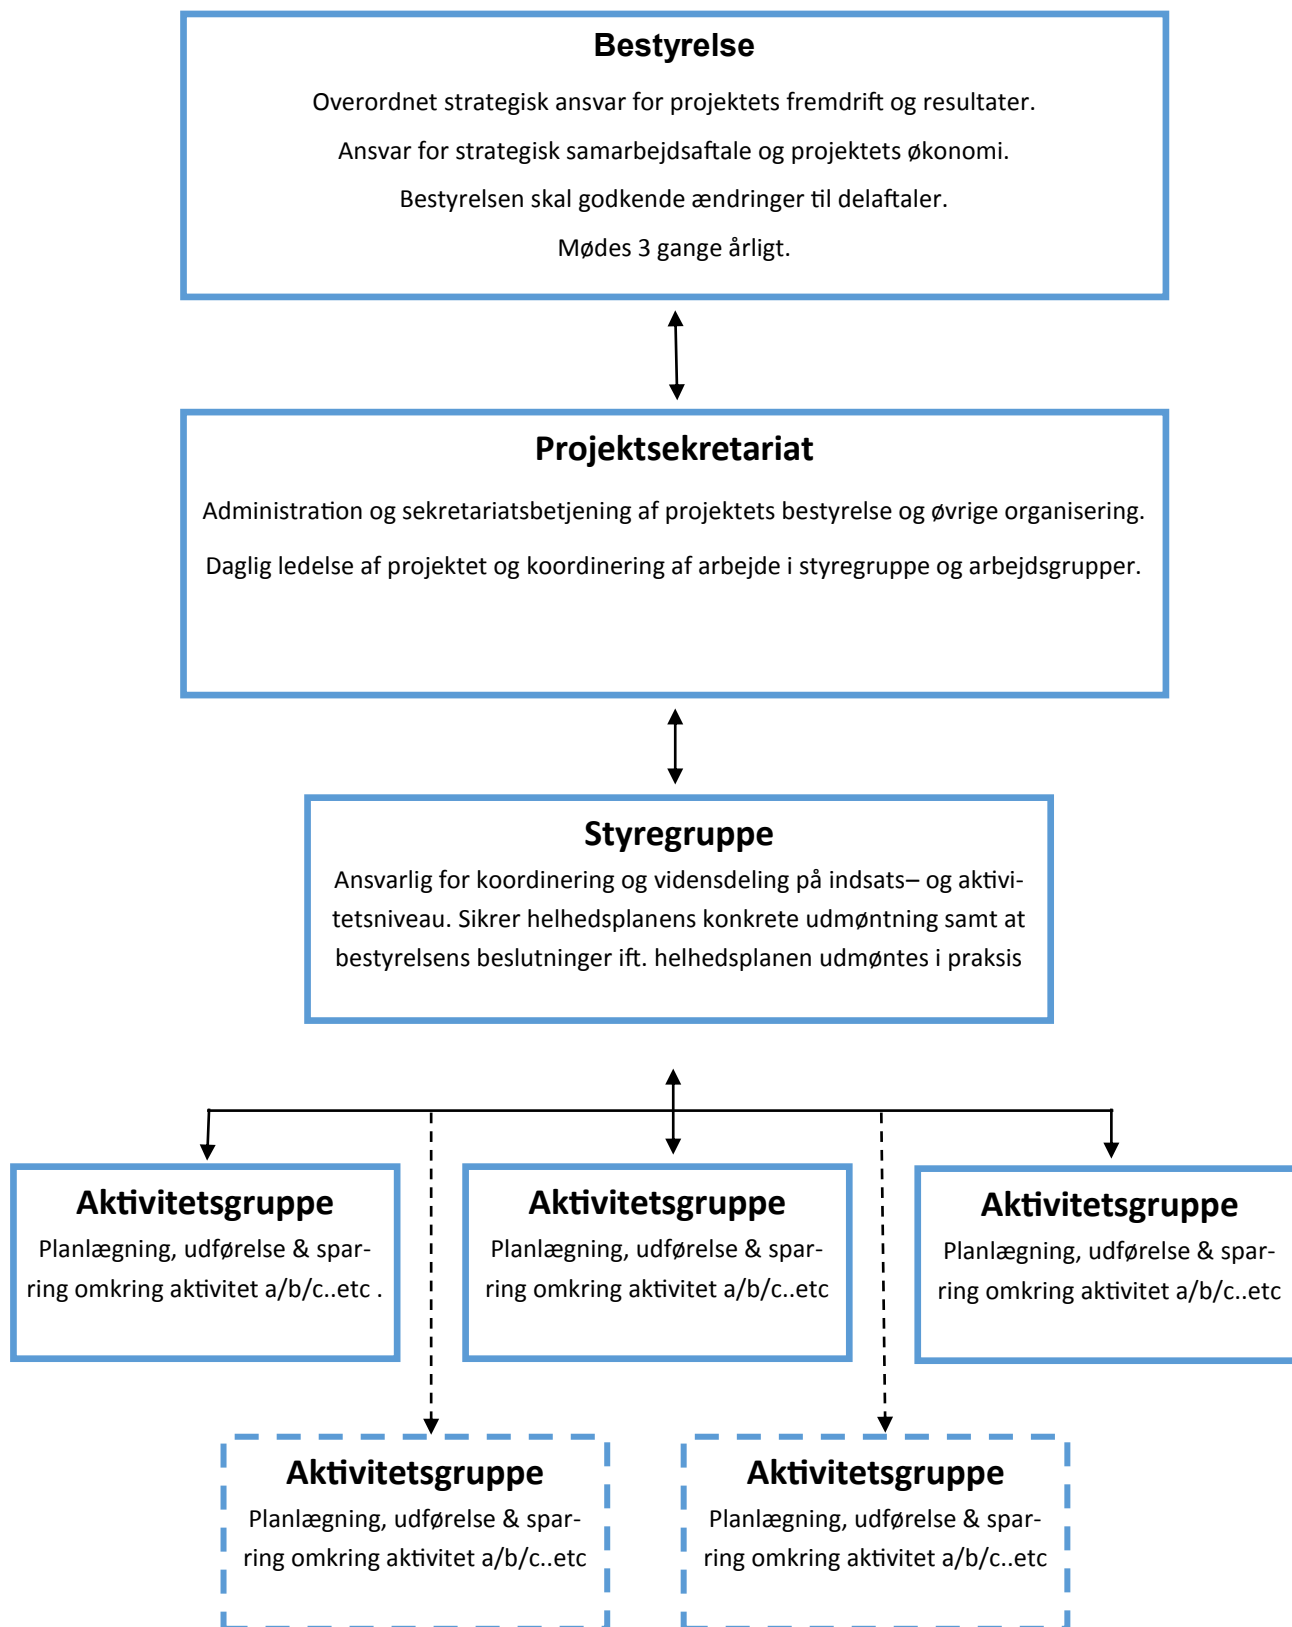 Bestyrelse
Overordnet strategisk ansvar for projektets fremdrift og resultater.
Ansvar for strategisk samarbejdsaftale og projektets økonomi.
Bestyrelsen skal godkende ændringer til delaftaler.
Mødes 3 gange årligt.
Projektsekretariat
Administration og sekretariatsbetjening af projektets bestyrelse og øvrige organisering.
Daglig ledelse af projektet og koordinering af arbejde i styregruppe og arbejdsgrupper.
Styregruppe
Ansvarlig for koordinering og vidensdeling på indsats– og aktivi-
tetsniveau. Sikrer helhedsplanens konkrete udmøntning samt at
bestyrelsens beslutninger ift. helhedsplanen udmøntes i praksis
Aktivitetsgruppe
Planlægning, udførelse & spar-
ring omkring aktivitet a/b/c..etc .
Aktivitetsgruppe
Planlægning, udførelse & spar-
ring omkring aktivitet a/b/c..etc
Aktivitetsgruppe
Planlægning, udførelse & spar-
ring omkring aktivitet a/b/c..etc
Aktivitetsgruppe
Planlægning, udførelse & spar-
ring omkring aktivitet a/b/c..etc
Aktivitetsgruppe
Planlægning, udførelse & spar-
ring omkring aktivitet a/b/c..etc